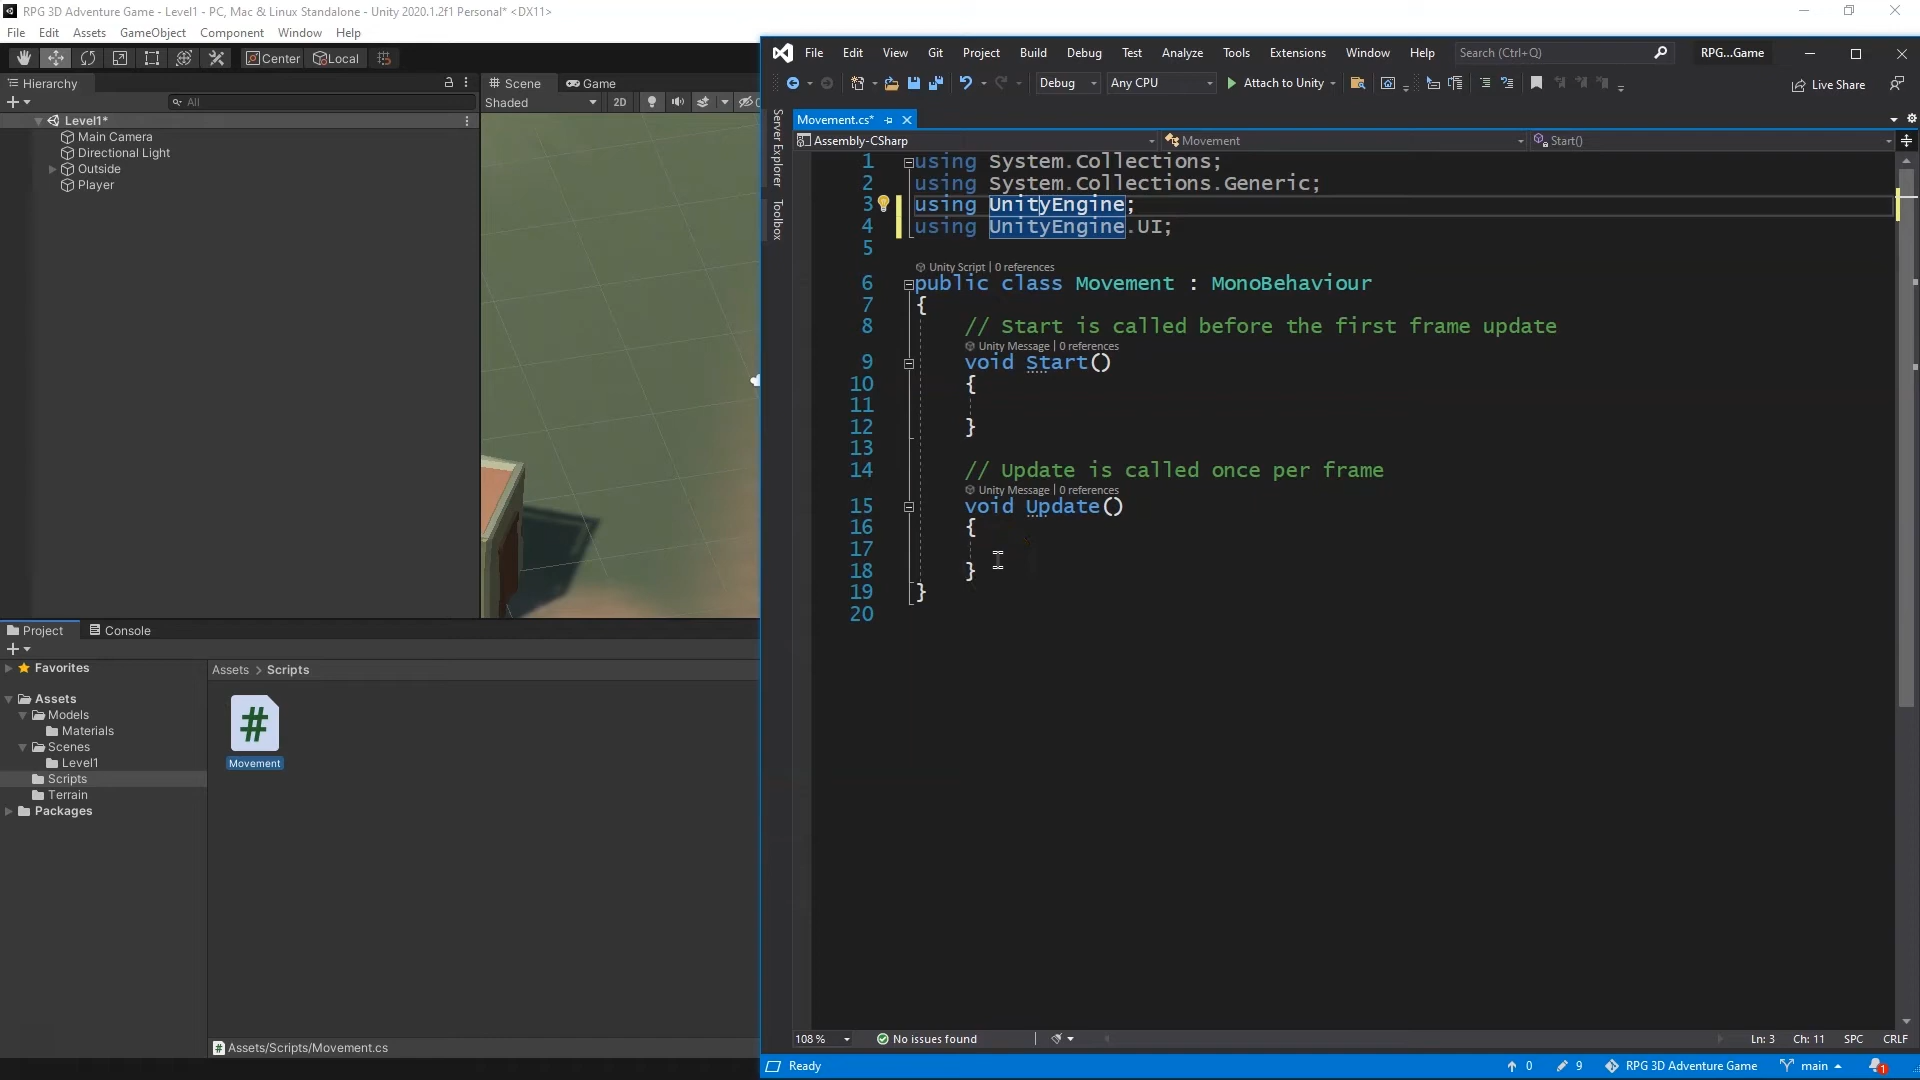 RPG 3D Adventure Game - Level1 - PC, Mac & Linux Standalone - Unity 2020.1.2f1 Personal* <DX11>
File Edit Assets GameObject Component Window Help
Center Local
Hierarchy
All
Level1*
Main Camera
Directional Light
Outside
Player
Scene Game
Shaded 2D
Project Console
Favorites
Assets
Models
Materials
Scenes
Level1
Scripts
Terrain
Packages
Assets > Scripts
#
Movement
Assets/Scripts/Movement.cs
File Edit View Git Project Build Debug Test Analyze Tools Extensions Window Help Search (Ctrl+Q) RPG...Game
Debug Any CPU Attach to Unity Live Share
Server Explorer
Toolbox
Movement.cs*
Assembly-CSharp Movement Start()
1 using System.Collections;
2 using System.Collections.Generic;
3 using UnityEngine;
4 using UnityEngine.UI;
5
Unity Script | 0 references
6 public class Movement : MonoBehaviour
7 {
8 // Start is called before the first frame update
Unity Message | 0 references
9 void Start()
10 {
11
12 }
13
14 // Update is called once per frame
Unity Message | 0 references
15 void Update()
16 {
17
18 }
19 }
20
108 % No issues found Ln: 3 Ch: 11 SPC CRLF
Ready 0 9 RPG 3D Adventure Game main 1